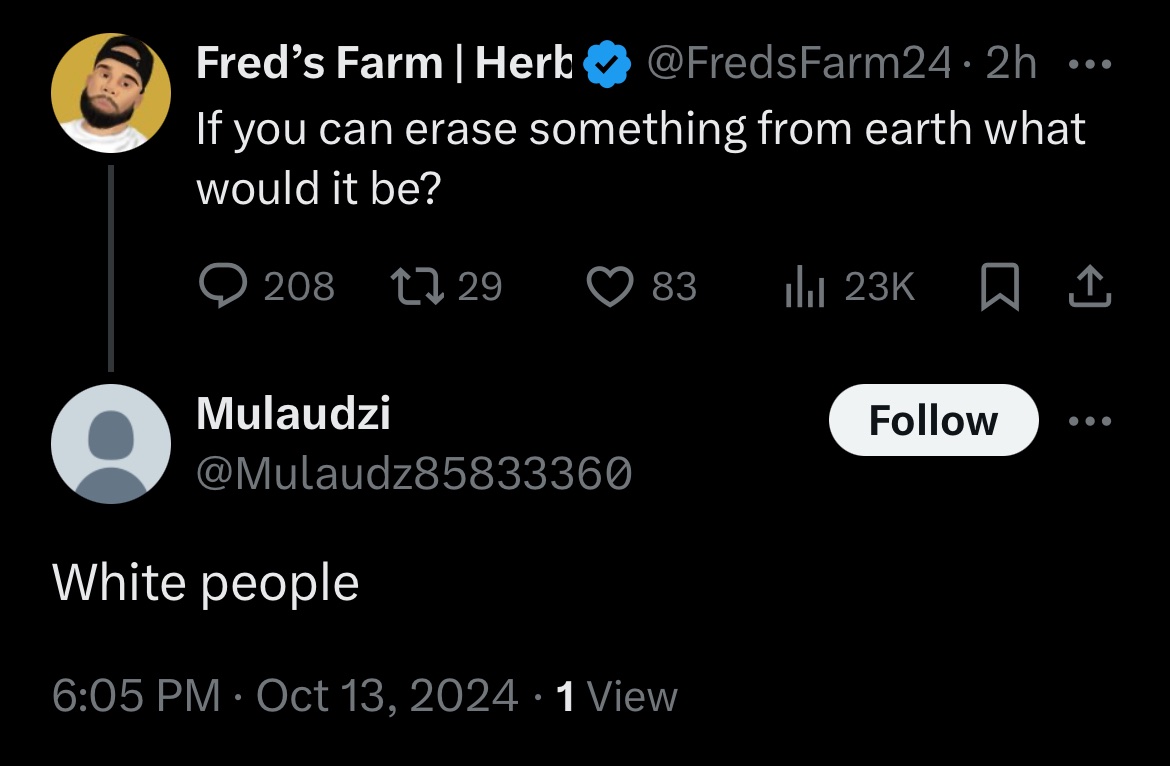 Fred’s Farm | Herb @FredsFarm24 · 2h
If you can erase something from earth what
would it be?
208 29 83 23K
Mulaudzi
Follow
@Mulaudz85833360
White people
6:05 PM · Oct 13, 2024 · 1 View